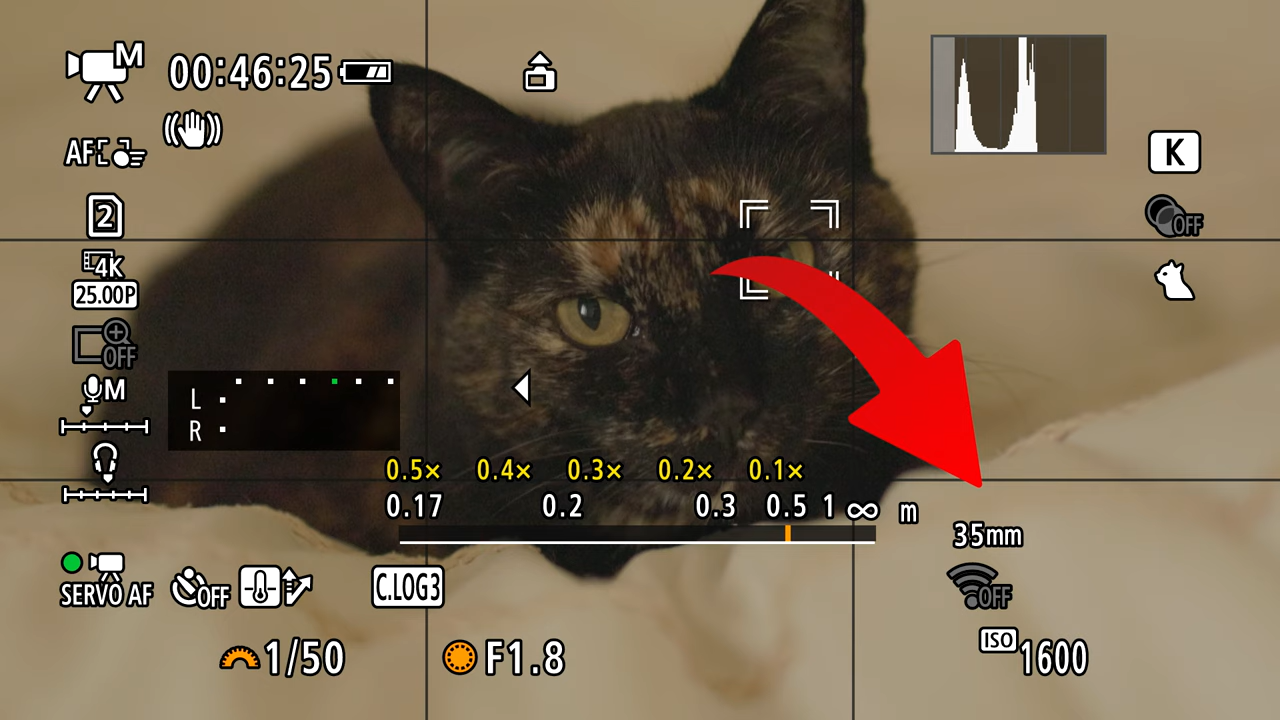 M
00:46:25
AF
K
2
OFF
4K
25.00P
OFF
M
L
R
0.5× 0.4× 0.3× 0.2× 0.1×
0.17 0.2 0.3 0.5 1 ∞ m
35mm
SERVO AF
OFF
C.LOG3
OFF
1/50
F1.8
ISO 1600